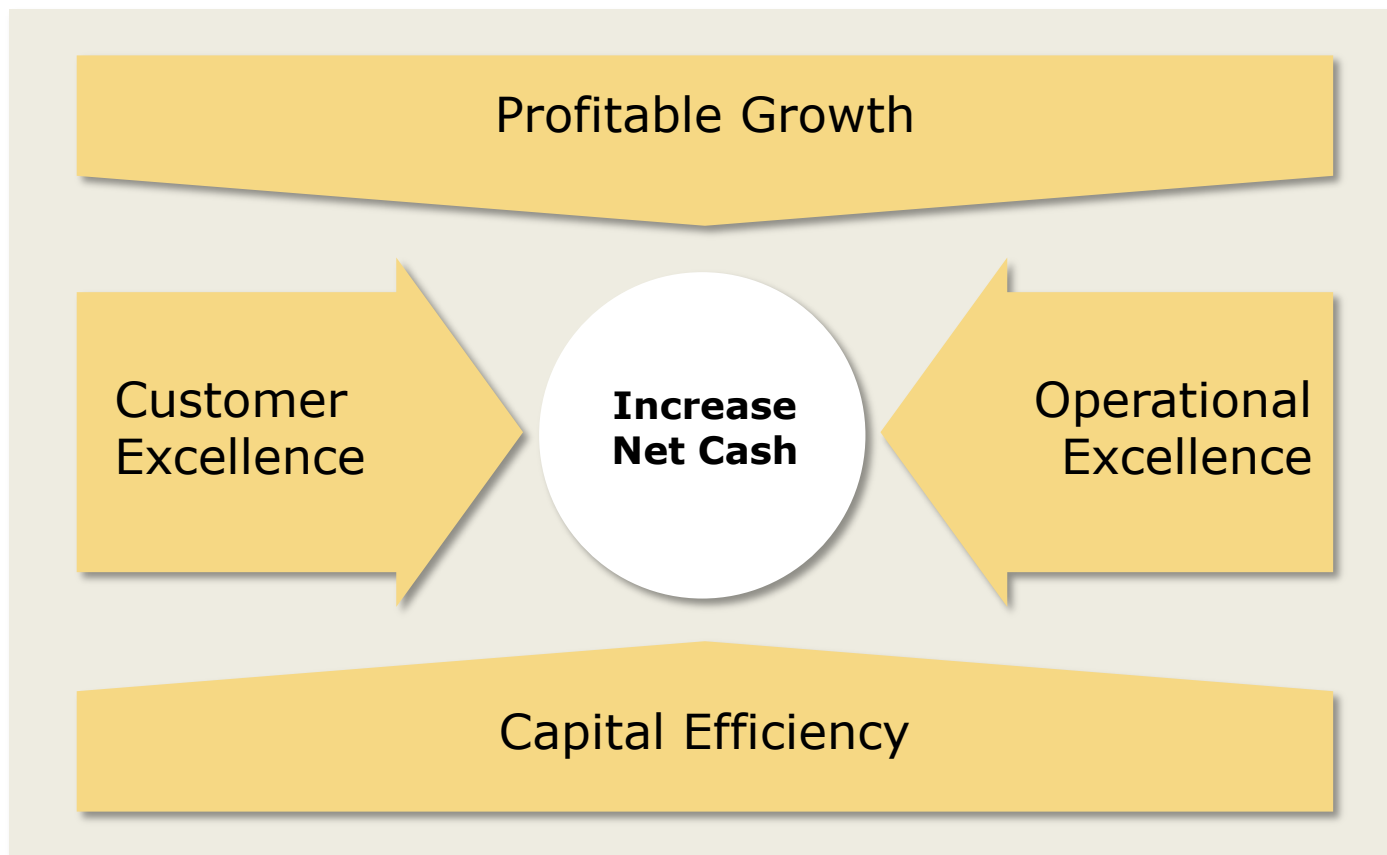 Profitable Growth
Customer
Excellence
Increase
Net Cash
Operational
Excellence
Capital Efficiency